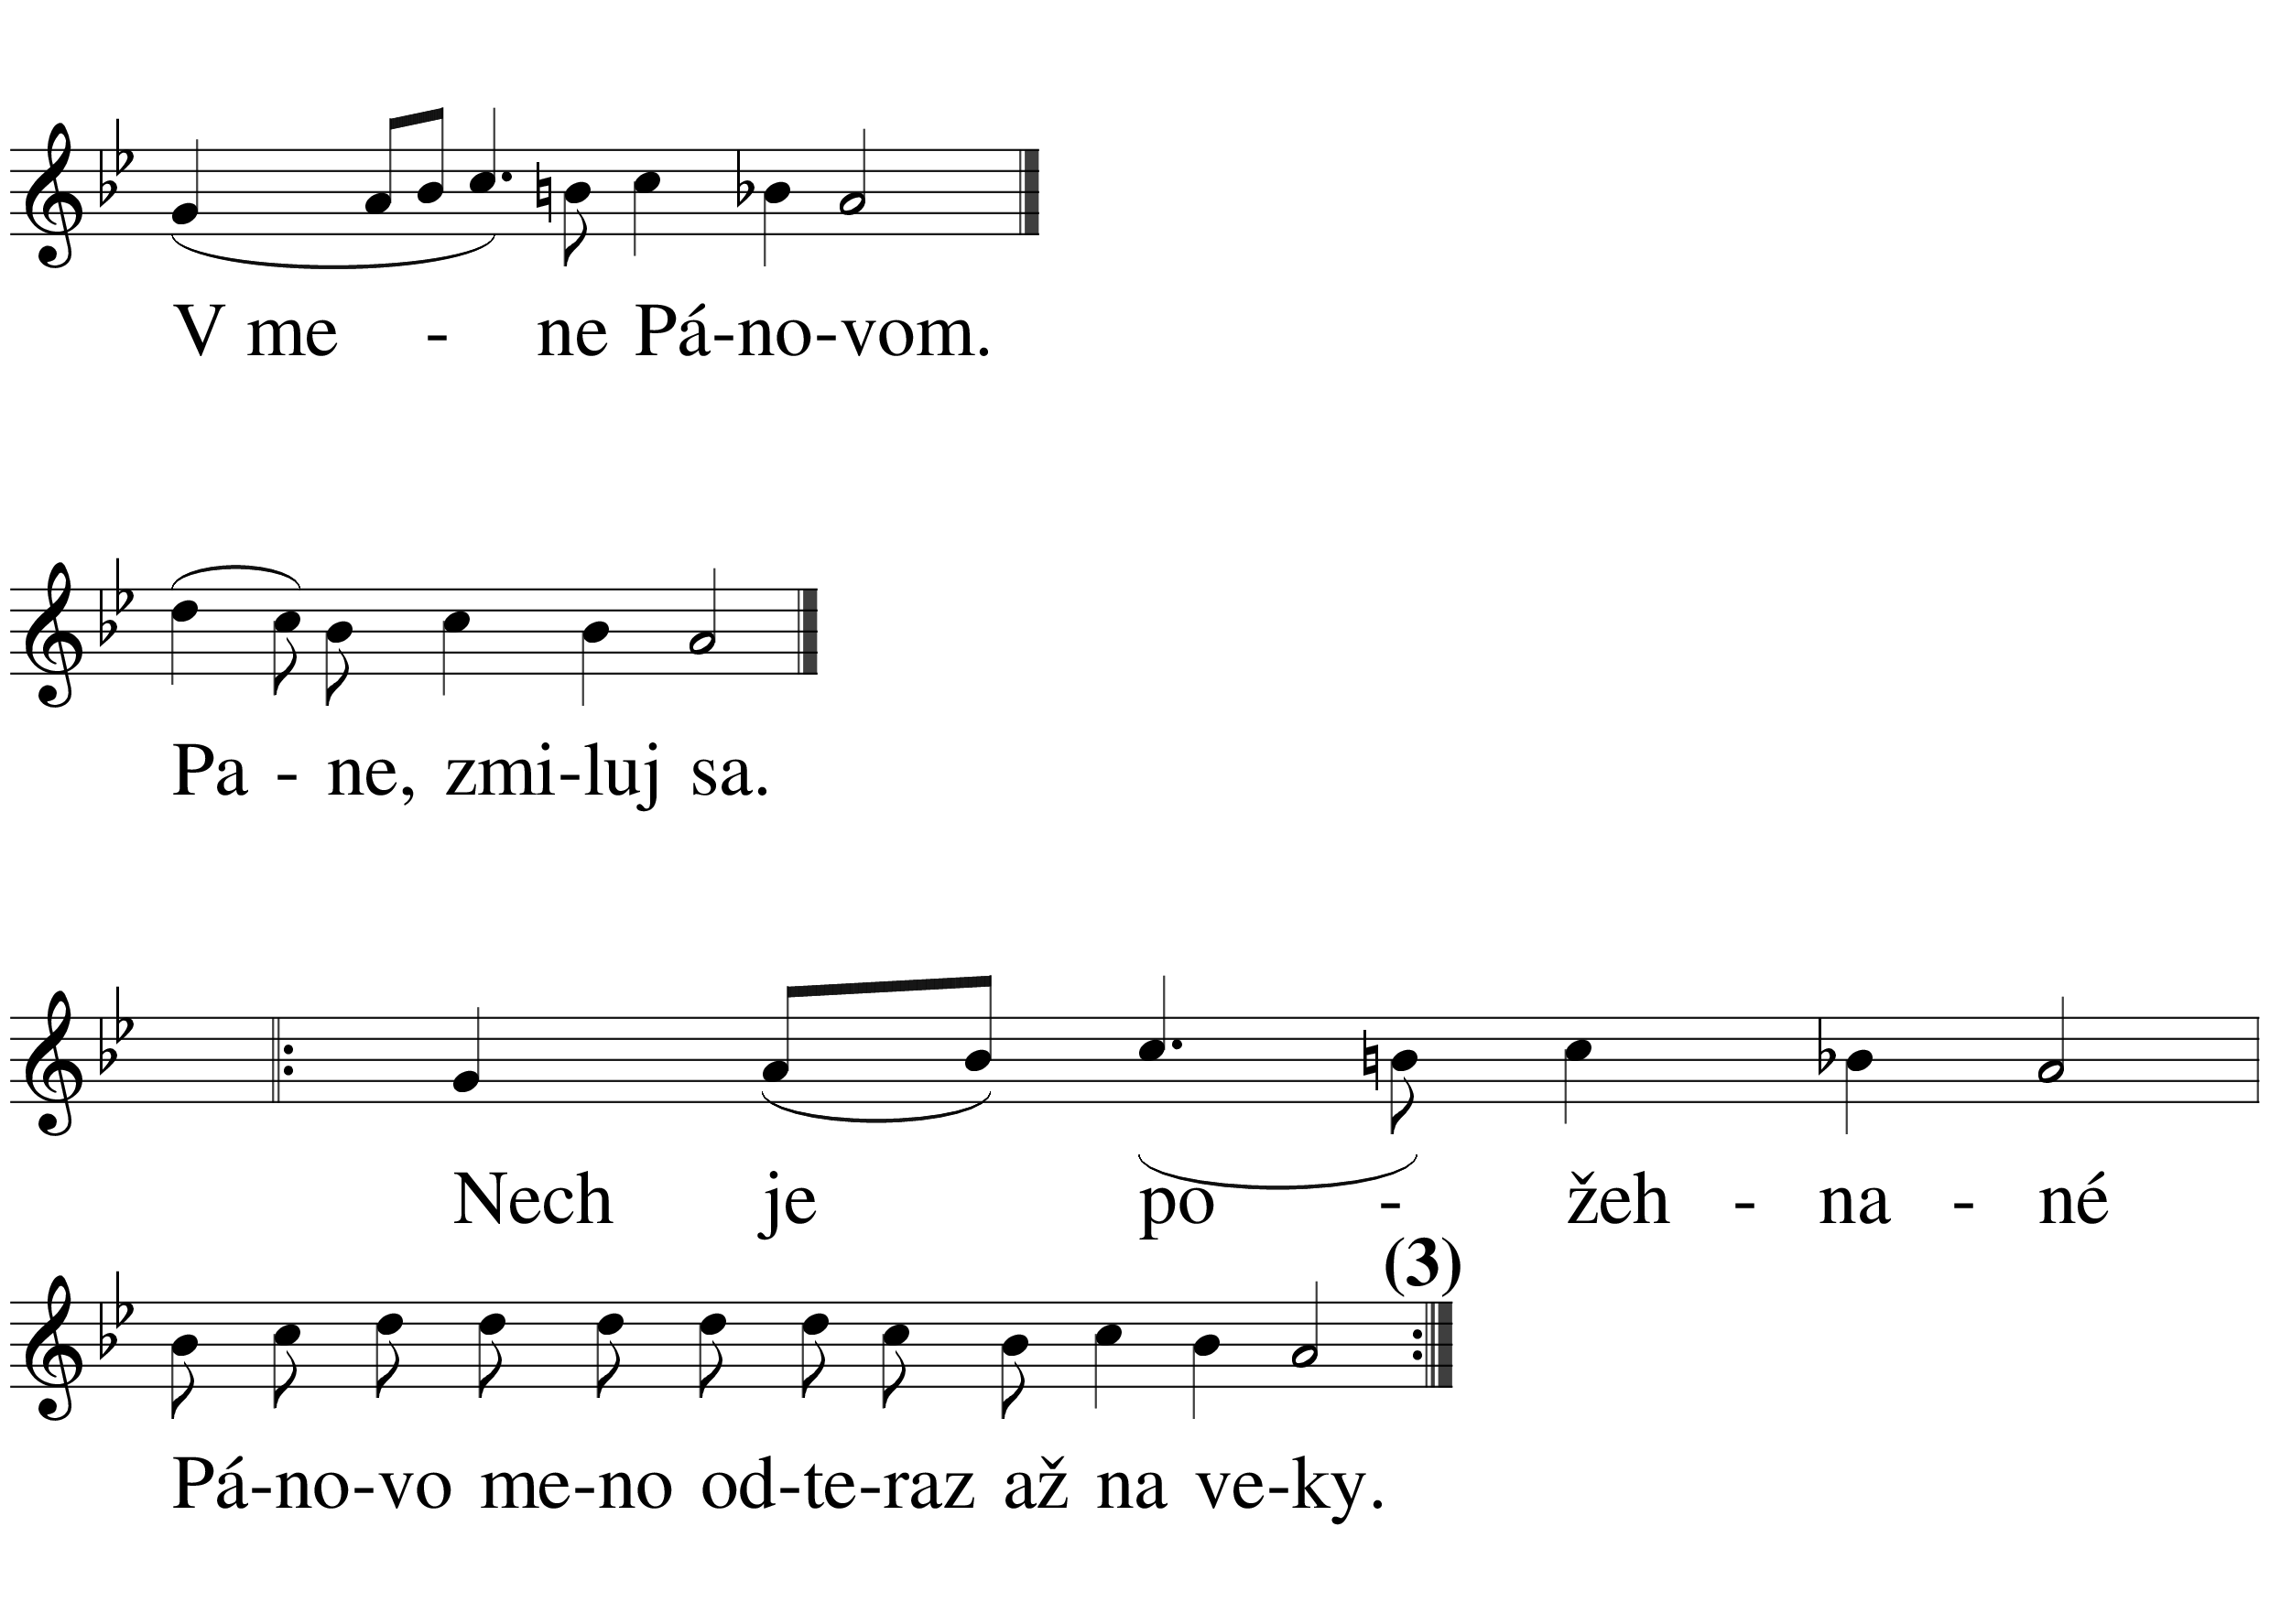 V me - ne Pá-no-vom.
Pa - ne, zmi-luj sa.
Nech je po - žeh - na - né
(3)
Pá-no-vo me-no od-te-raz až na ve-ky.